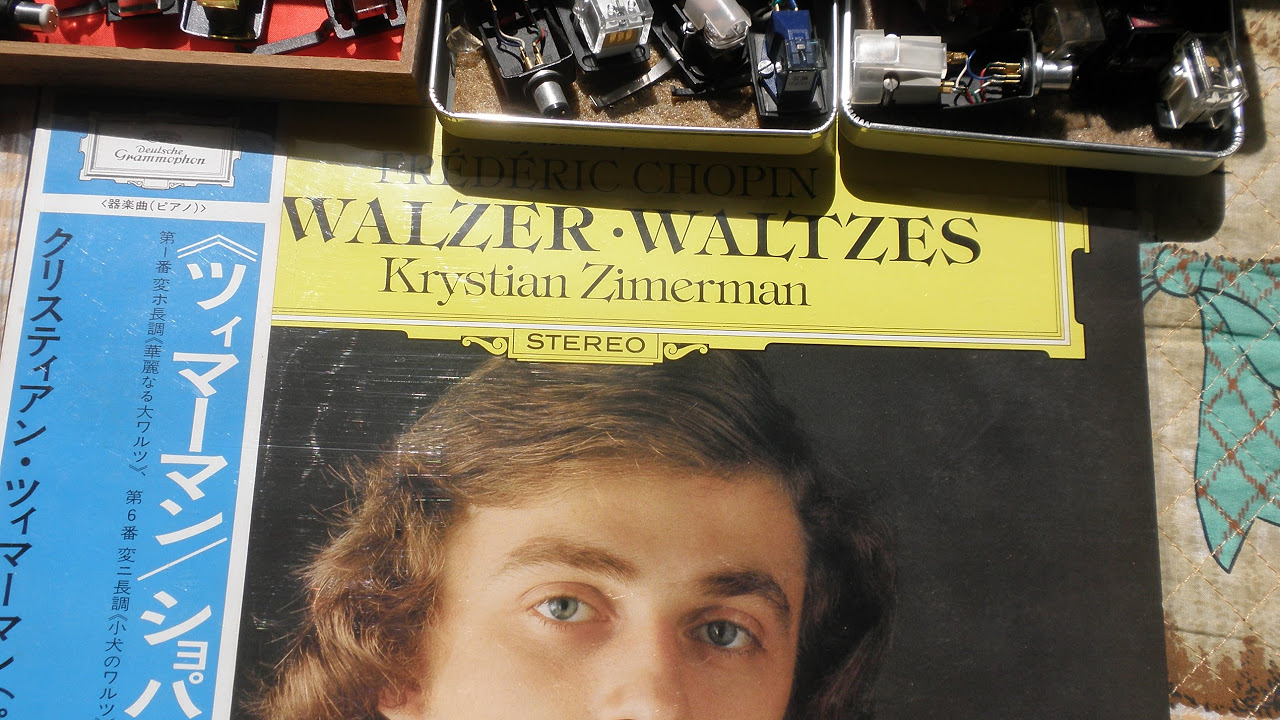 Deutsche
Grammophon
〈器楽曲(ピアノ)〉
FRÉDÉRIC CHOPIN
WALZER·WALTZES
Krystian Zimerman
STEREO
《ツィマーマン/ショパ
第1番 変ホ長調《華麗なる大ワルツ》、第6番 変ニ長調《小犬のワルツ
クリスティアン・ツィマーマン(